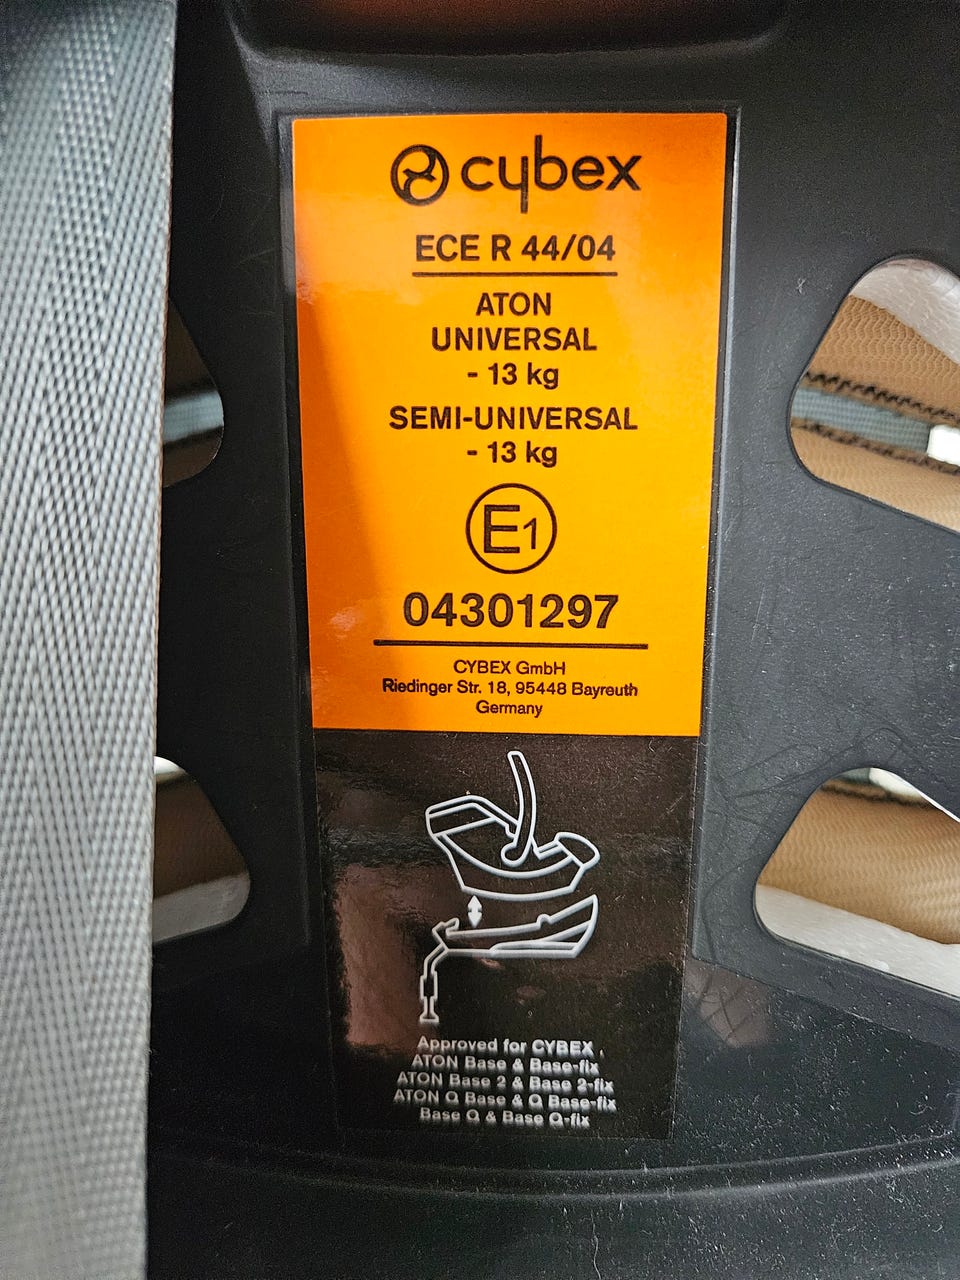 cybex
ECE R 44/04
ATON
UNIVERSAL
- 13 kg
SEMI-UNIVERSAL
- 13 kg
E1
04301297
CYBEX GmbH
Riedinger Str. 18, 95448 Bayreuth
Germany
Approved for CYBEX
ATON Base & Base-fix
ATON Base 2 & Base 2-fix
ATON Q Base & Q Base-fix
Base Q & Base Q-fix